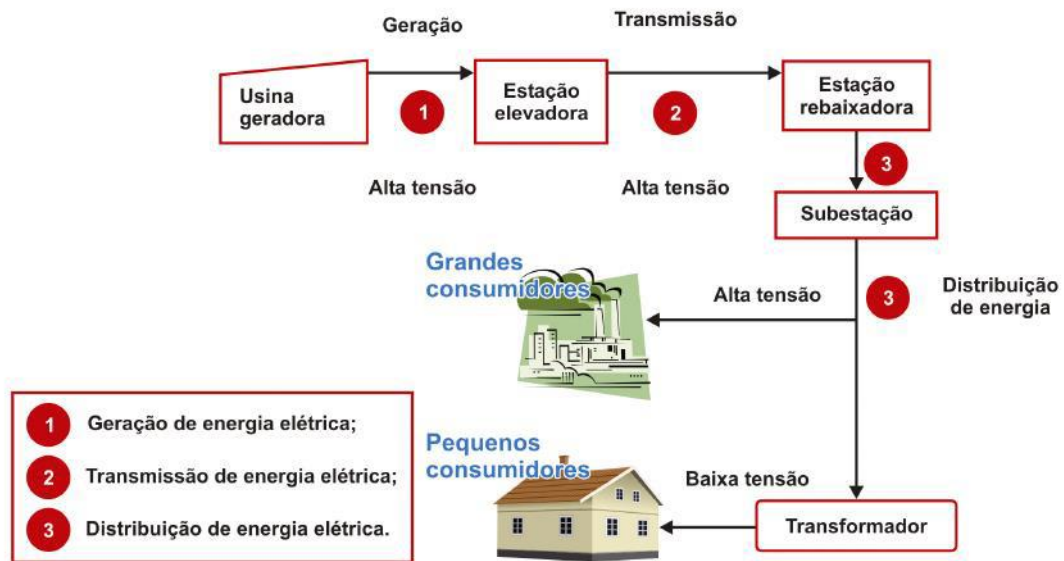 Geração
Transmissão
Usina
geradora
1
Estação
elevadora
2
Estação
rebaixadora
3
Alta tensão
Alta tensão
Subestação
Grandes
consumidores
Alta tensão
3
Distribuição
de energia
1 Geração de energia elétrica;
2 Transmissão de energia elétrica;
3 Distribuição de energia elétrica.
Pequenos
consumidores
Baixa tensão
Transformador